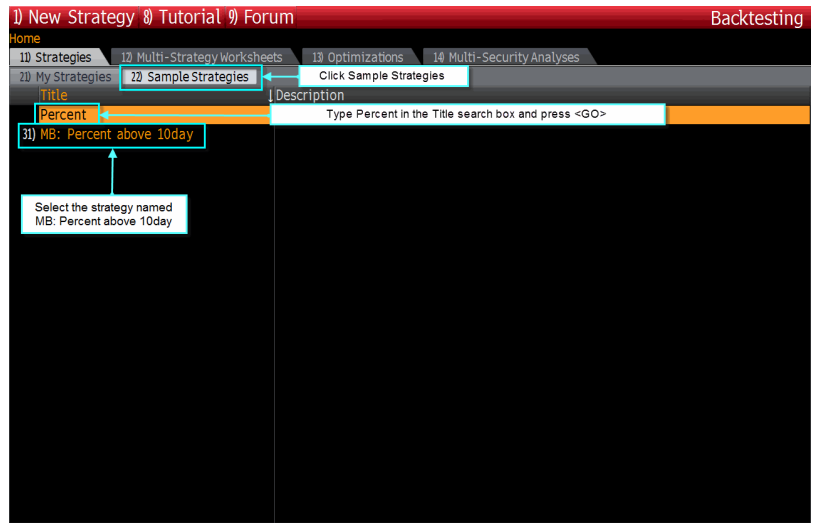 1) New Strategy 8) Tutorial 9) Forum Backtesting
Home
11) Strategies 12) Multi-Strategy Worksheets 13) Optimizations 14) Multi-Security Analyses
21) My Strategies 22) Sample Strategies Click Sample Strategies
Title ↓ Description
Percent Type Percent in the Title search box and press <GO>
31) MB: Percent above 10day
Select the strategy named
MB: Percent above 10day